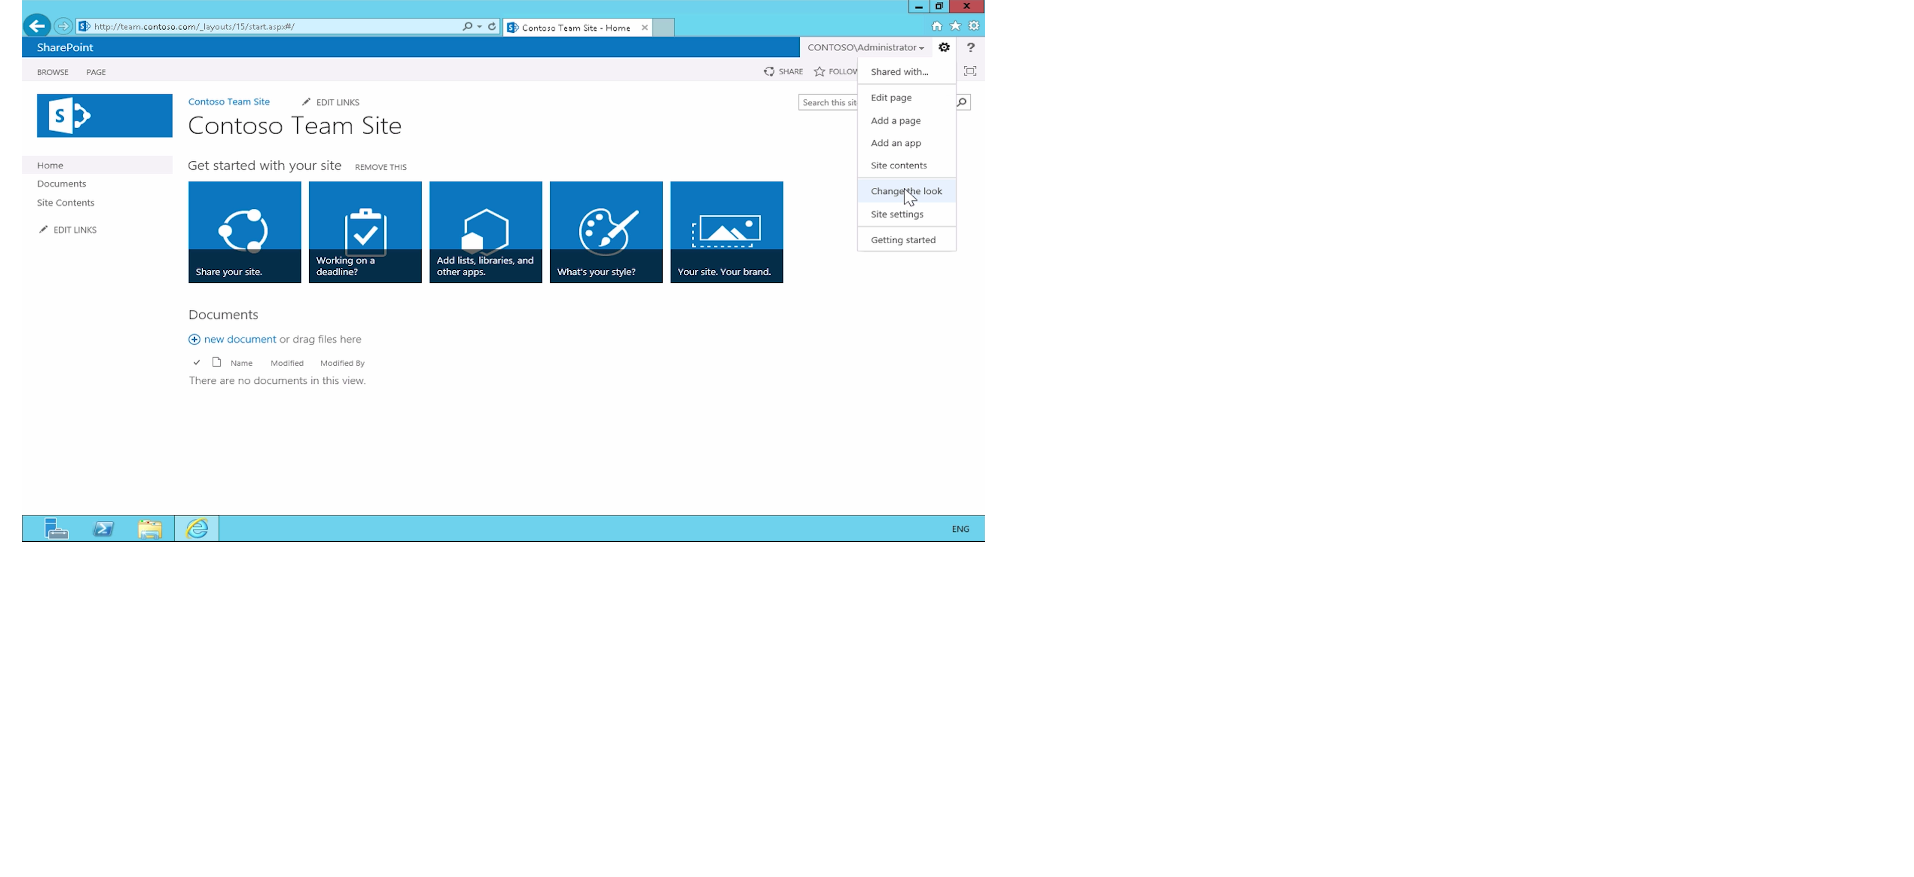 http://team.contoso.com/_layouts/15/start.aspx#/
Contoso Team Site - Home
SharePoint
CONTOSO\Administrator
?
BROWSE PAGE
SHARE FOLLOW
Shared with...
Edit page
Add a page
Add an app
Site contents
Change the look
Site settings
Getting started
S
Contoso Team Site
EDIT LINKS
Search this sit
Contoso Team Site
Home
Documents
Site Contents
EDIT LINKS
Get started with your site REMOVE THIS
Share your site.
Working on a
deadline?
Add lists, libraries, and
other apps.
What's your style?
Your site. Your brand.
Documents
new document or drag files here
Name Modified Modified By
There are no documents in this view.
ENG